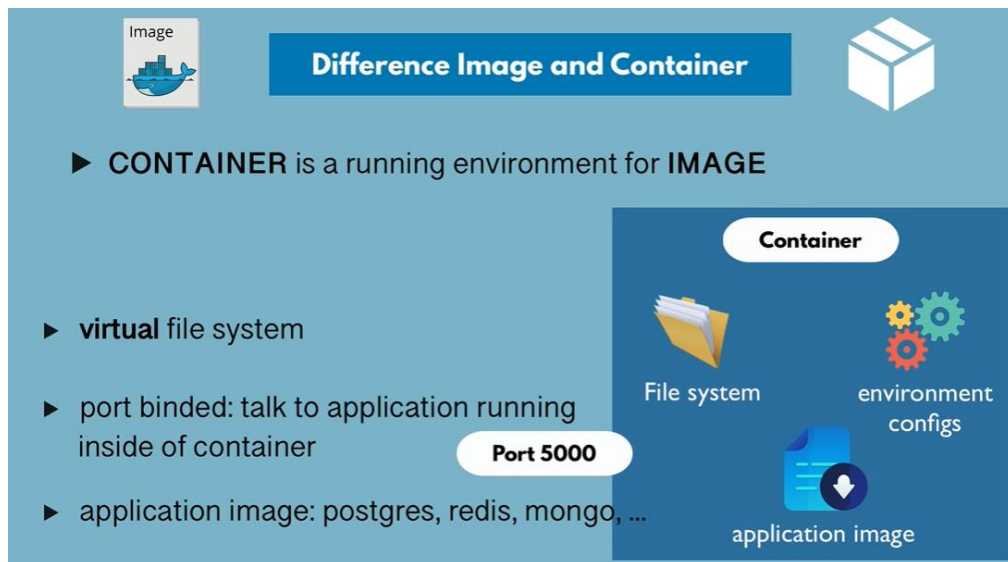 Image
Difference Image and Container
CONTAINER is a running environment for IMAGE
Container
virtual file system
File system
environment
configs
port binded: talk to application running
inside of container
Port 5000
application image: postgres, redis, mongo, ...
application image